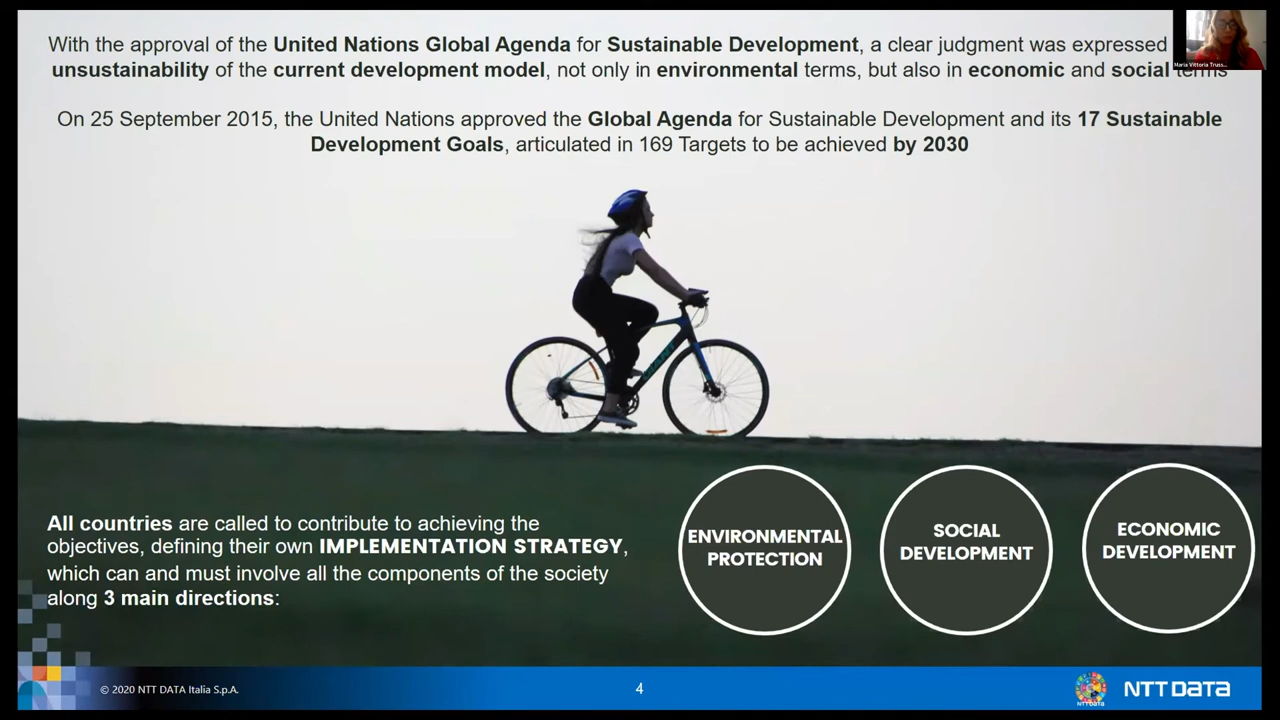 With the approval of the United Nations Global Agenda for Sustainable Development, a clear judgment was expressed
unsustainability of the current development model, not only in environmental terms, but also in economic and social terms
On 25 September 2015, the United Nations approved the Global Agenda for Sustainable Development and its 17 Sustainable
Development Goals, articulated in 169 Targets to be achieved by 2030
Maria Vittoria Truss...
All countries are called to contribute to achieving the
objectives, defining their own IMPLEMENTATION STRATEGY,
which can and must involve all the components of the society
along 3 main directions:
ENVIRONMENTAL
PROTECTION
SOCIAL
DEVELOPMENT
ECONOMIC
DEVELOPMENT
© 2020 NTT DATA Italia S.p.A.
4
NTT DATA
NTT DATA